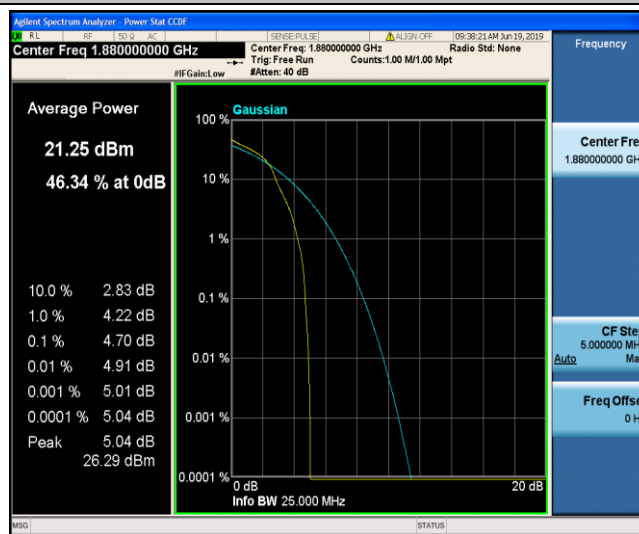 Agilent Spectrum Analyzer - Power Stat CCDF
RL RF 50 Ω AC SENSE:PULSE ALIGN OFF 09:38:21 AM Jun 19, 2019
Center Freq 1.880000000 GHz
Center Freq: 1.880000000 GHz Radio Std: None
Trig: Free Run Counts:1.00 M/1.00 Mpt
#IFGain:Low #Atten: 40 dB
Frequency
Average Power
21.25 dBm
46.34 % at 0dB
10.0 % 2.83 dB
1.0 % 4.22 dB
0.1 % 4.70 dB
0.01 % 4.91 dB
0.001 % 5.01 dB
0.0001 % 5.04 dB
Peak 5.04 dB
26.29 dBm
Gaussian
100 %
10 %
1 %
0.1 %
0.01 %
0.001 %
0.0001 %
0 dB 20 dB
Info BW 25.000 MHz
Center Fre
1.880000000 GH
CF Ste
5.000000 MH
Auto Ma
Freq Offse
0 H
MSG STATUS